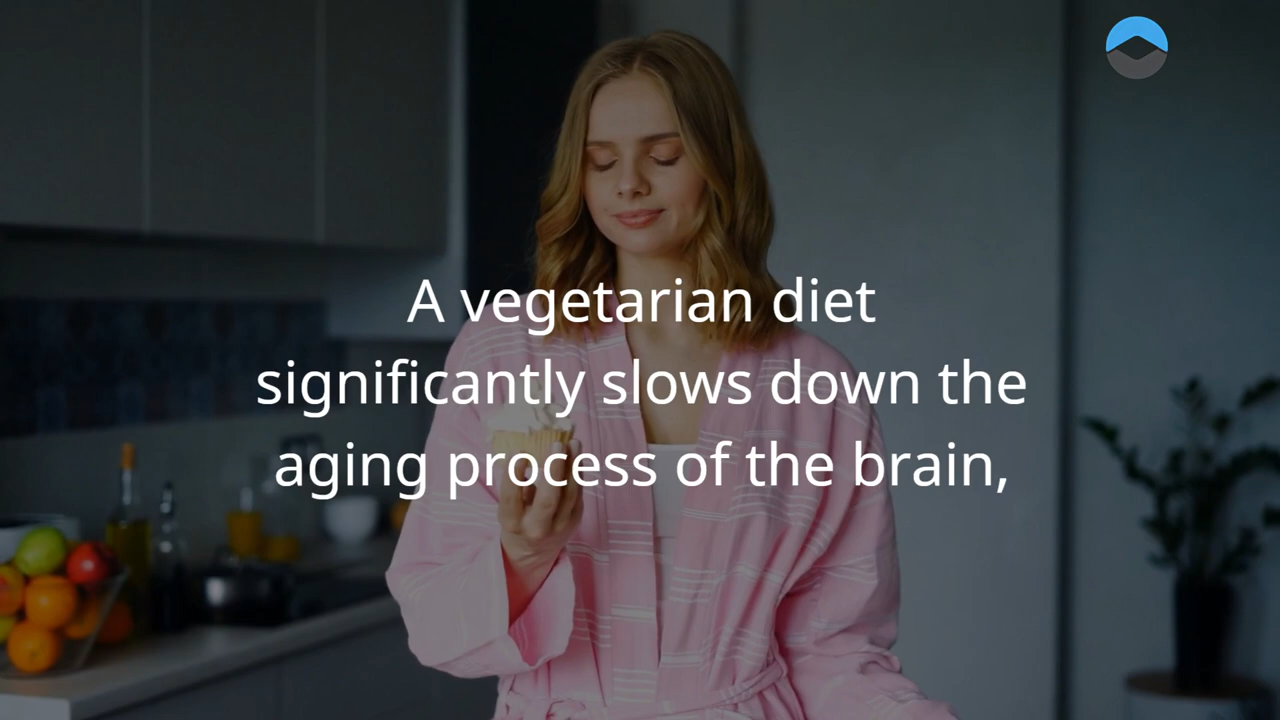 A vegetarian diet
significantly slows down the
aging process of the brain,